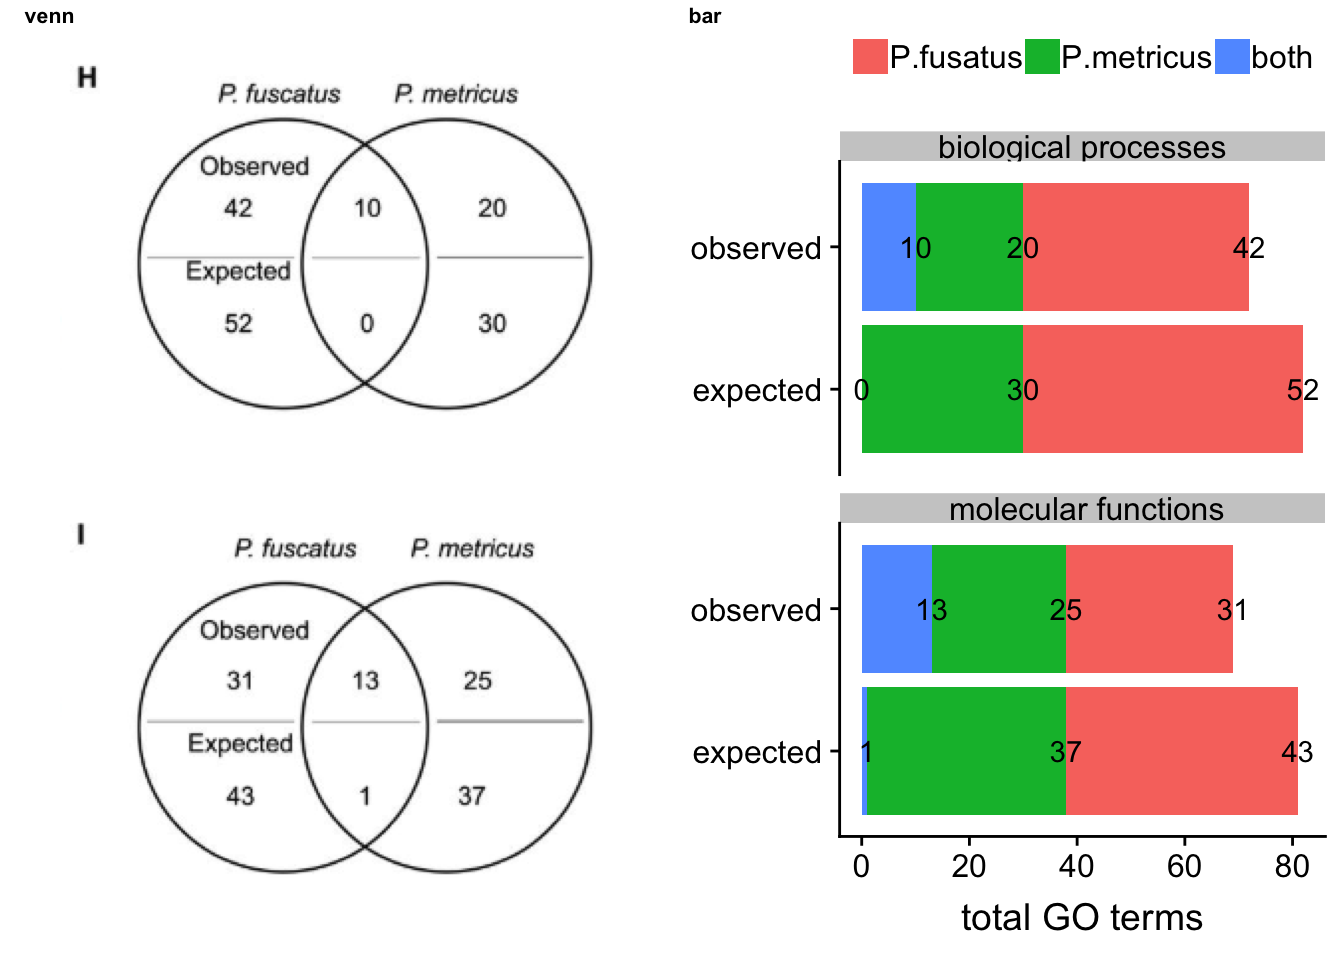 venn
H
P. fuscatus P. metricus
Observed
42 10 20
Expected
52 0 30
I
P. fuscatus P. metricus
Observed
31 13 25
Expected
43 1 37
bar
P.fusatus P.metricus both
biological processes
observed 10 20 42
expected 0 30 52
molecular functions
observed 13 25 31
expected 1 37 43
0 20 40 60 80
total GO terms